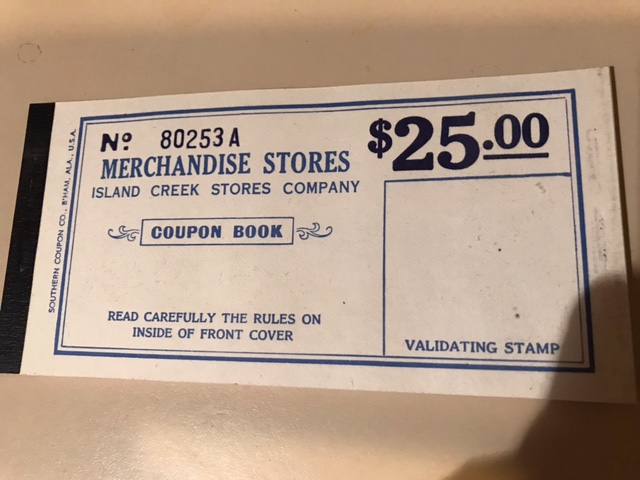 Nº 80253A
$25.00
MERCHANDISE STORES
ISLAND CREEK STORES COMPANY
COUPON BOOK
READ CAREFULLY THE RULES ON
INSIDE OF FRONT COVER
VALIDATING STAMP
SOUTHERN COUPON CO., B'HAM, ALA., U.S.A.